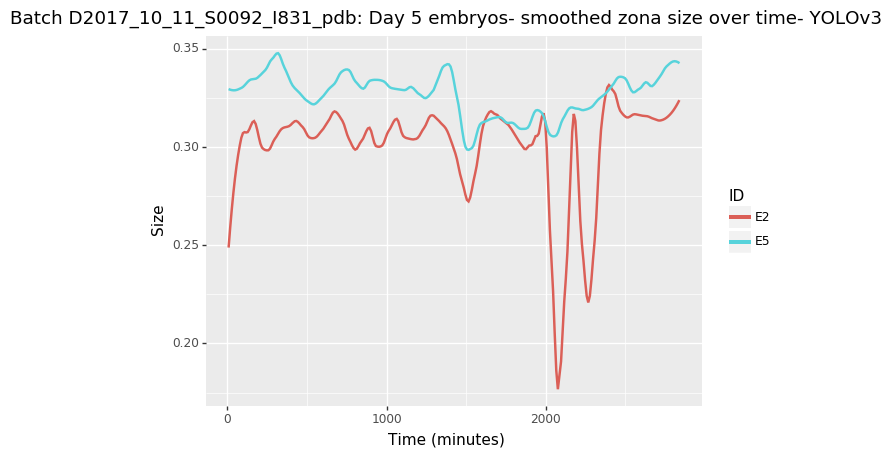 Batch D2017_10_11_S0092_I831_pdb: Day 5 embryos- smoothed zona size over time- YOLOv3
0.35
0.30
0.25
0.20
Size
0
1000
2000
Time (minutes)
ID
E2
E5